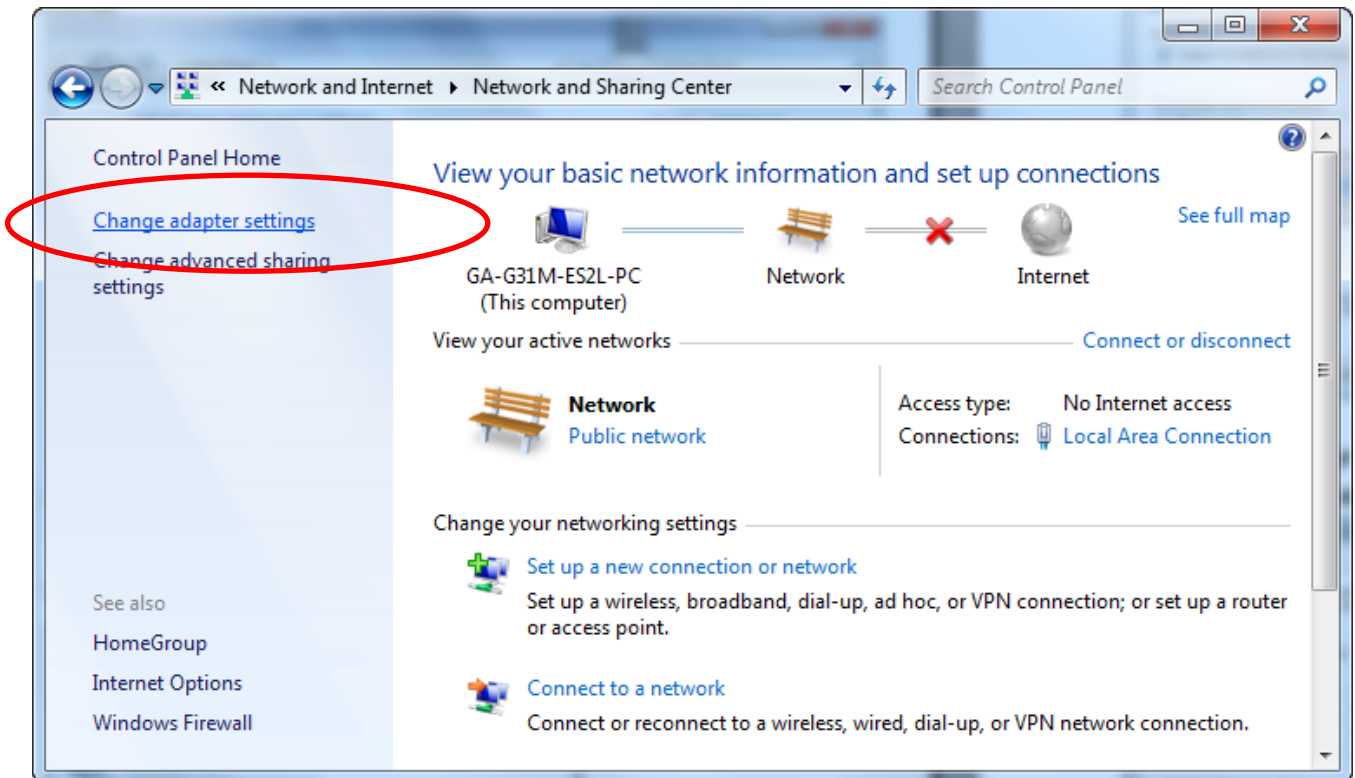 « Network and Internet ▸ Network and Sharing Center
Search Control Panel
Control Panel Home
Change adapter settings
Change advanced sharing
settings
See also
HomeGroup
Internet Options
Windows Firewall
View your basic network information and set up connections
See full map
GA-G31M-ES2L-PC
(This computer)
Network
Internet
View your active networks
Connect or disconnect
Network
Public network
Access type: No Internet access
Connections: Local Area Connection
Change your networking settings
Set up a new connection or network
Set up a wireless, broadband, dial-up, ad hoc, or VPN connection; or set up a router
or access point.
Connect to a network
Connect or reconnect to a wireless, wired, dial-up, or VPN network connection.